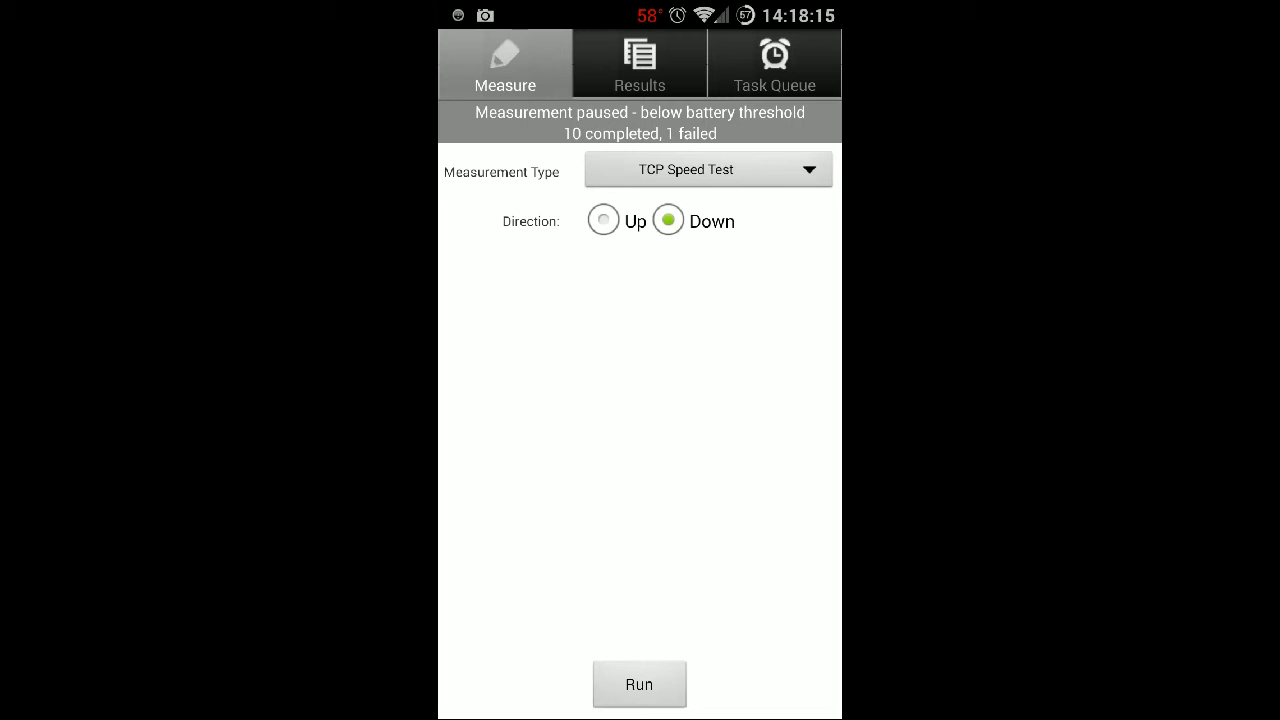 58° 57 14:18:15
Measure Results Task Queue
Measurement paused - below battery threshold
10 completed, 1 failed
Measurement Type TCP Speed Test
Direction: Up Down
Run